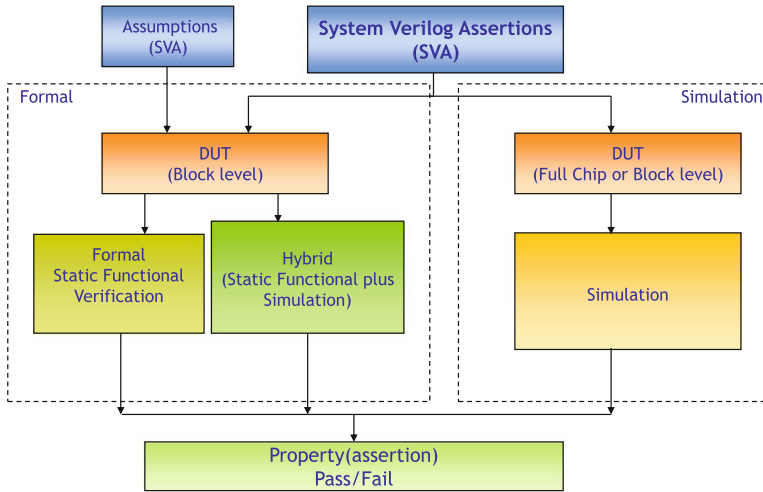 Assumptions
(SVA)
System Verilog Assertions
(SVA)
Formal
Simulation
DUT
(Block level)
DUT
(Full Chip or Block level)
Formal
Static Functional
Verification
Hybrid
(Static Functional plus
Simulation)
Simulation
Property(assertion)
Pass/Fail